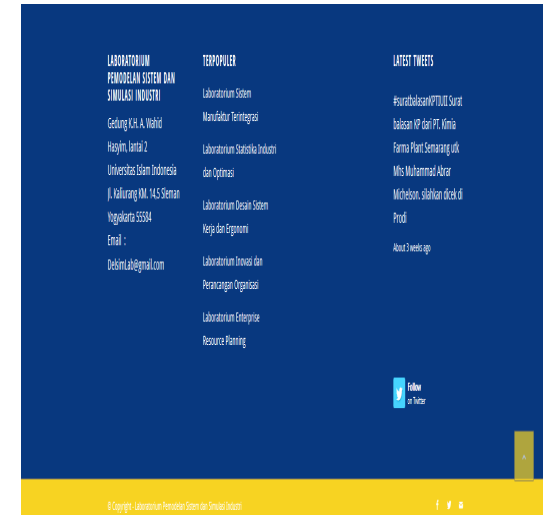 LABORATORIUM
PEMODELAN SISTEM DAN
SIMULASI INDUSTRI
Gedung K.H. A. Wahid
Hasyim, lantai 2
Universitas Islam Indonesia
Jl. Kaliurang KM. 14,5 Sleman
Yogyakarta 55584
Email :
DelsimLab@gmail.com
TERPOPULER
Laboratorium Sistem
Manufaktur Terintegrasi
Laboratorium Statistika Industri
dan Optimasi
Laboratorium Desain Sistem
Kerja dan Ergonomi
Laboratorium Inovasi dan
Perancangan Organisasi
Laboratorium Enterprise
Resource Planning
LATEST TWEETS
#suratbalasanKPTIUII Surat
balasan KP dari PT. Kimia
Farma Plant Semarang utk
Mhs Muhammad Abrar
Michelson. silahkan dicek di
Prodi
About 3 weeks ago
Follow
on Twitter
© Copyright - Laboratorium Pemodelan Sistem dan Simulasi Industri